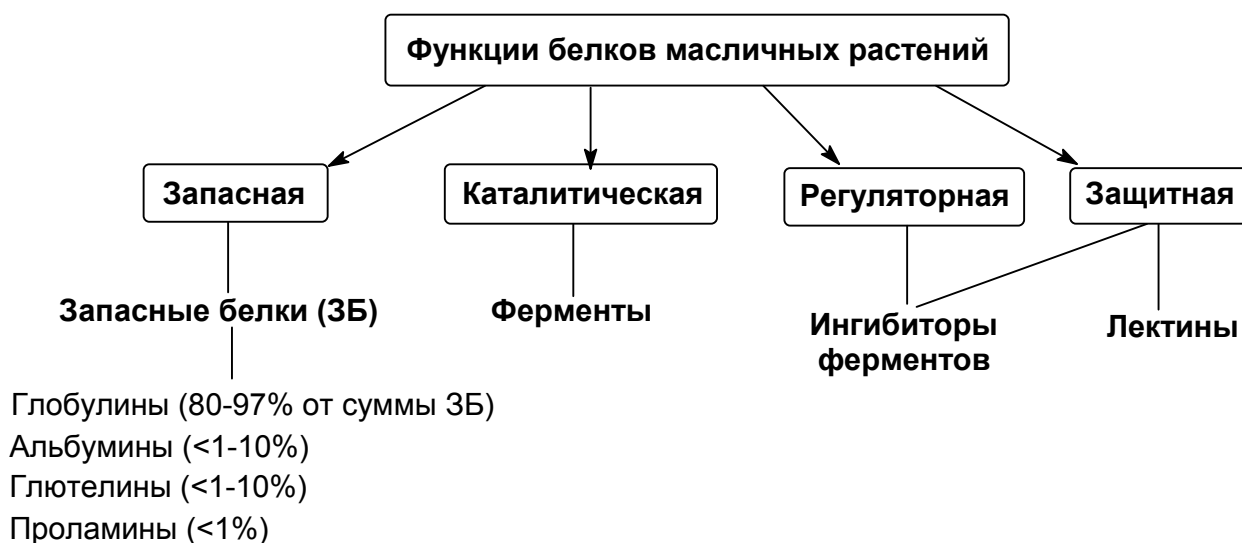 Функции белков масличных растений
Запасная
Каталитическая
Регуляторная
Защитная
Запасные белки (ЗБ)
Ферменты
Ингибиторы
ферментов
Лектины
Глобулины (80-97% от суммы ЗБ)
Альбумины (<1-10%)
Глютелины (<1-10%)
Проламины (<1%)